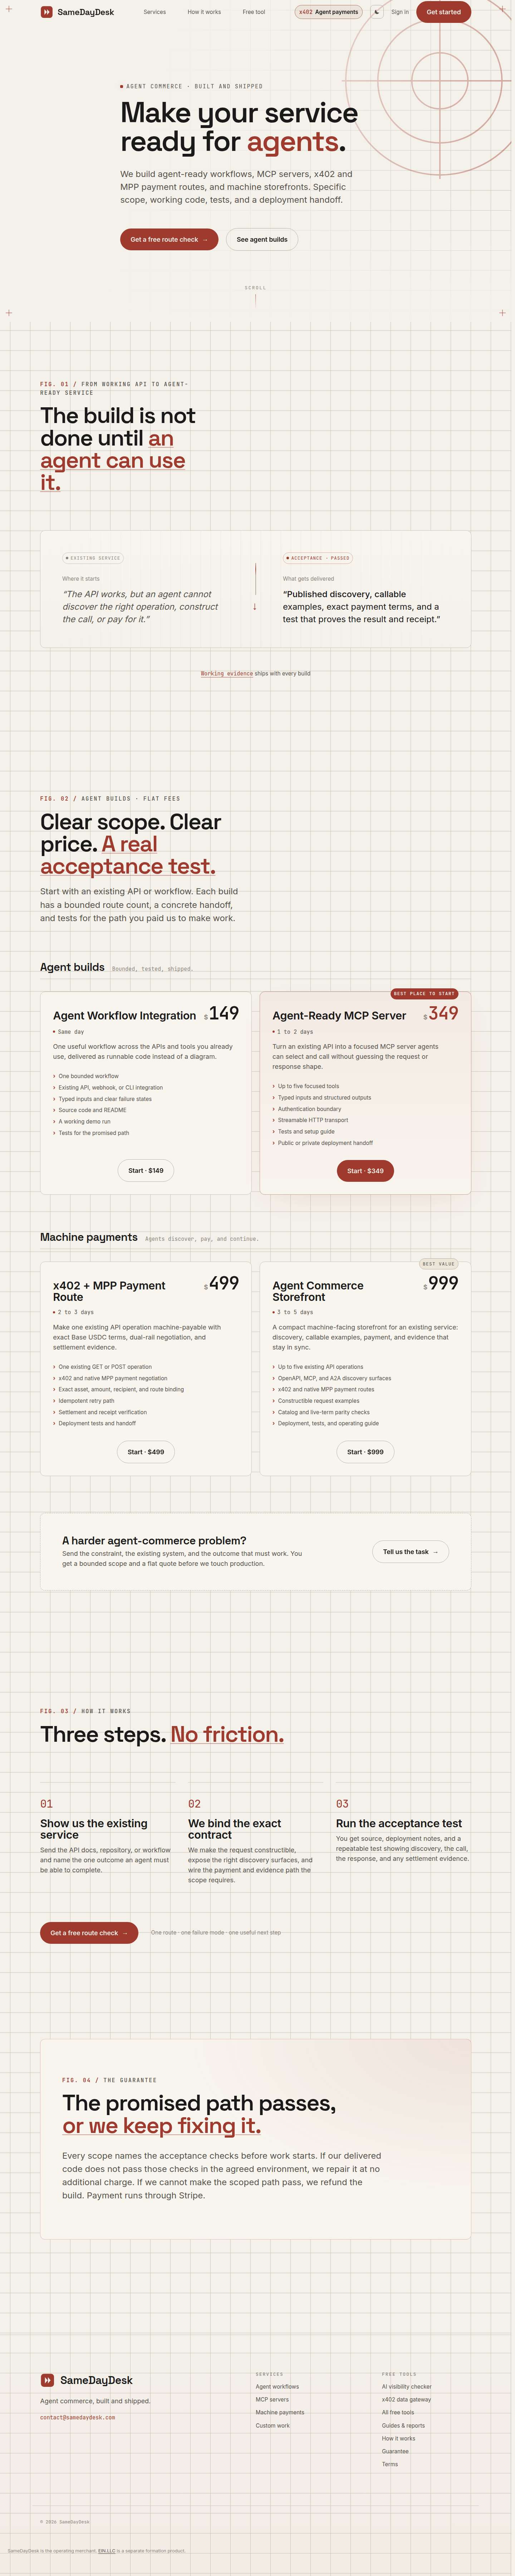 SameDayDesk
Services
How it works
Free tool
x402 Agent payments
Sign in
Get started
AGENT COMMERCE · BUILT AND SHIPPED
Make your service
ready for agents.
We build agent-ready workflows, MCP servers, x402 and
MPP payment routes, and machine storefronts. Specific
scope, working code, tests, and a deployment handoff.
Get a free route check →
See agent builds
SCROLL
FIG. 01 / FROM WORKING API TO AGENT-
READY SERVICE
The build is not
done until an
agent can use
it.
EXISTING SERVICE
Where it starts
“The API works, but an agent cannot
discover the right operation, construct
the call, or pay for it.”
↓
ACCEPTANCE · PASSED
What gets delivered
“Published discovery, callable
examples, exact payment terms, and a
test that proves the result and receipt.”
Working evidence ships with every build
FIG. 02 / AGENT BUILDS · FLAT FEES
Clear scope. Clear
price. A real
acceptance test.
Start with an existing API or workflow. Each build
has a bounded route count, a concrete handoff,
and tests for the path you paid us to make work.
Agent builds Bounded, tested, shipped.
Agent Workflow Integration $149
Same day
One useful workflow across the APIs and tools you already
use, delivered as runnable code instead of a diagram.
› One bounded workflow
› Existing API, webhook, or CLI integration
› Typed inputs and clear failure states
› Source code and README
› A working demo run
› Tests for the promised path
Start · $149
BEST PLACE TO START
Agent-Ready MCP Server $349
1 to 2 days
Turn an existing API into a focused MCP server agents
can select and call without guessing the request or
response shape.
› Up to five focused tools
› Typed inputs and structured outputs
› Authentication boundary
› Streamable HTTP transport
› Tests and setup guide
› Public or private deployment handoff
Start · $349
Machine payments Agents discover, pay, and continue.
x402 + MPP Payment
Route
$499
2 to 3 days
Make one existing API operation machine-payable with
exact Base USDC terms, dual-rail negotiation, and
settlement evidence.
› One existing GET or POST operation
› x402 and native MPP payment negotiation
› Exact asset, amount, recipient, and route binding
› Idempotent retry path
› Settlement and receipt verification
› Deployment tests and handoff
Start · $499
BEST VALUE
Agent Commerce
Storefront
$999
3 to 5 days
A compact machine-facing storefront for an existing service:
discovery, callable examples, payment, and evidence that
stay in sync.
› Up to five existing API operations
› OpenAPI, MCP, and A2A discovery surfaces
› x402 and native MPP payment routes
› Constructible request examples
› Catalog and live-term parity checks
› Deployment, tests, and operating guide
Start · $999
A harder agent-commerce problem?
Send the constraint, the existing system, and the outcome that must work. You
get a bounded scope and a flat quote before we touch production.
Tell us the task →
FIG. 03 / HOW IT WORKS
Three steps. No friction.
01
Show us the existing
service
Send the API docs, repository, or workflow
and name the one outcome an agent must
be able to complete.
02
We bind the exact
contract
We make the request constructible,
expose the right discovery surfaces, and
wire the payment and evidence path the
scope requires.
03
Run the acceptance test
You get source, deployment notes, and a
repeatable test showing discovery, the call,
the response, and any settlement evidence.
Get a free route check →
One route · one failure mode · one useful next step
FIG. 04 / THE GUARANTEE
The promised path passes,
or we keep fixing it.
Every scope names the acceptance checks before work starts. If our delivered
code does not pass those checks in the agreed environment, we repair it at no
additional charge. If we cannot make the scoped path pass, we refund the
build. Payment runs through Stripe.
SameDayDesk
Agent commerce, built and shipped.
contact@samedaydesk.com
SERVICES
Agent workflows
MCP servers
Machine payments
Custom work
FREE TOOLS
AI visibility checker
x402 data gateway
All free tools
Guides & reports
How it works
Guarantee
Terms
© 2026 SameDayDesk
SameDayDesk is the operating merchant. EIN.LLC is a separate formation product.